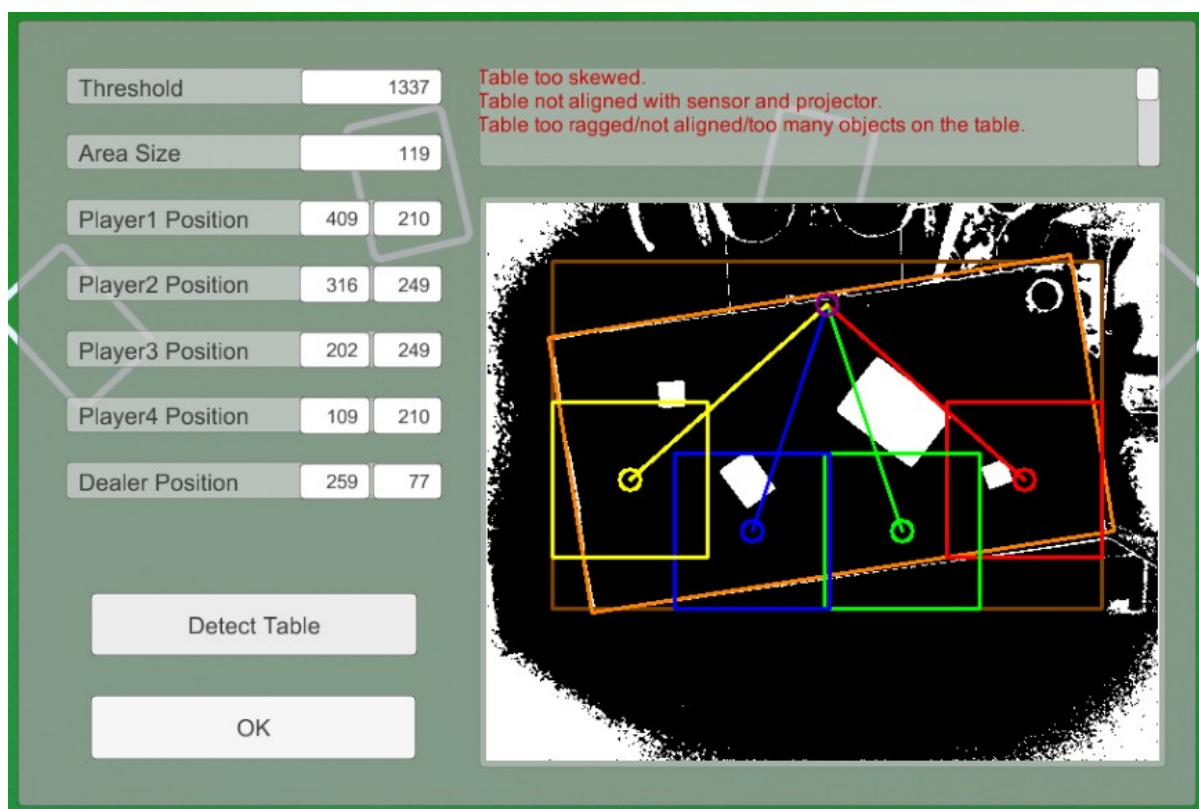 Threshold 1337
Area Size 119
Player1 Position 409 210
Player2 Position 316 249
Player3 Position 202 249
Player4 Position 109 210
Dealer Position 259 77
Detect Table
OK
Table too skewed.
Table not aligned with sensor and projector.
Table too ragged/not aligned/too many objects on the table.